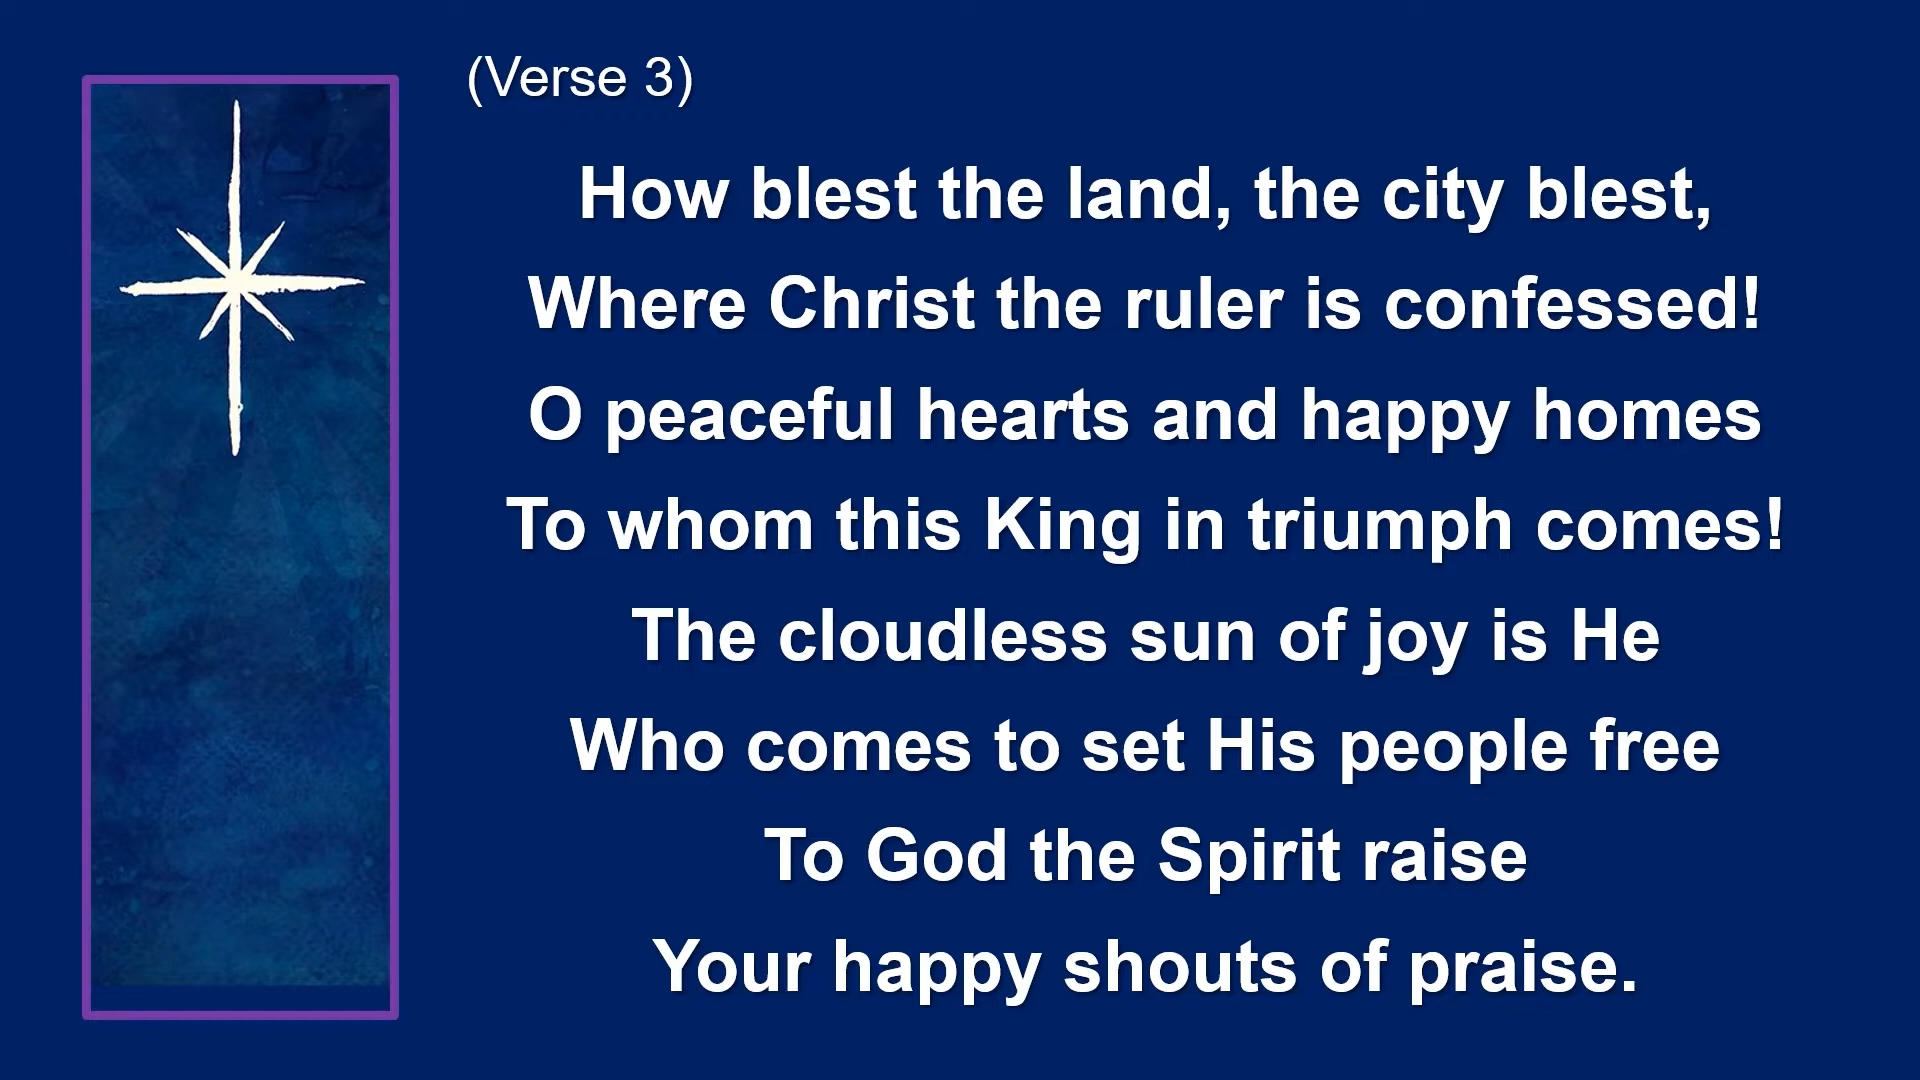 (Verse 3)
How blest the land, the city blest,
Where Christ the ruler is confessed!
O peaceful hearts and happy homes
To whom this King in triumph comes!
The cloudless sun of joy is He
Who comes to set His people free
To God the Spirit raise
Your happy shouts of praise.